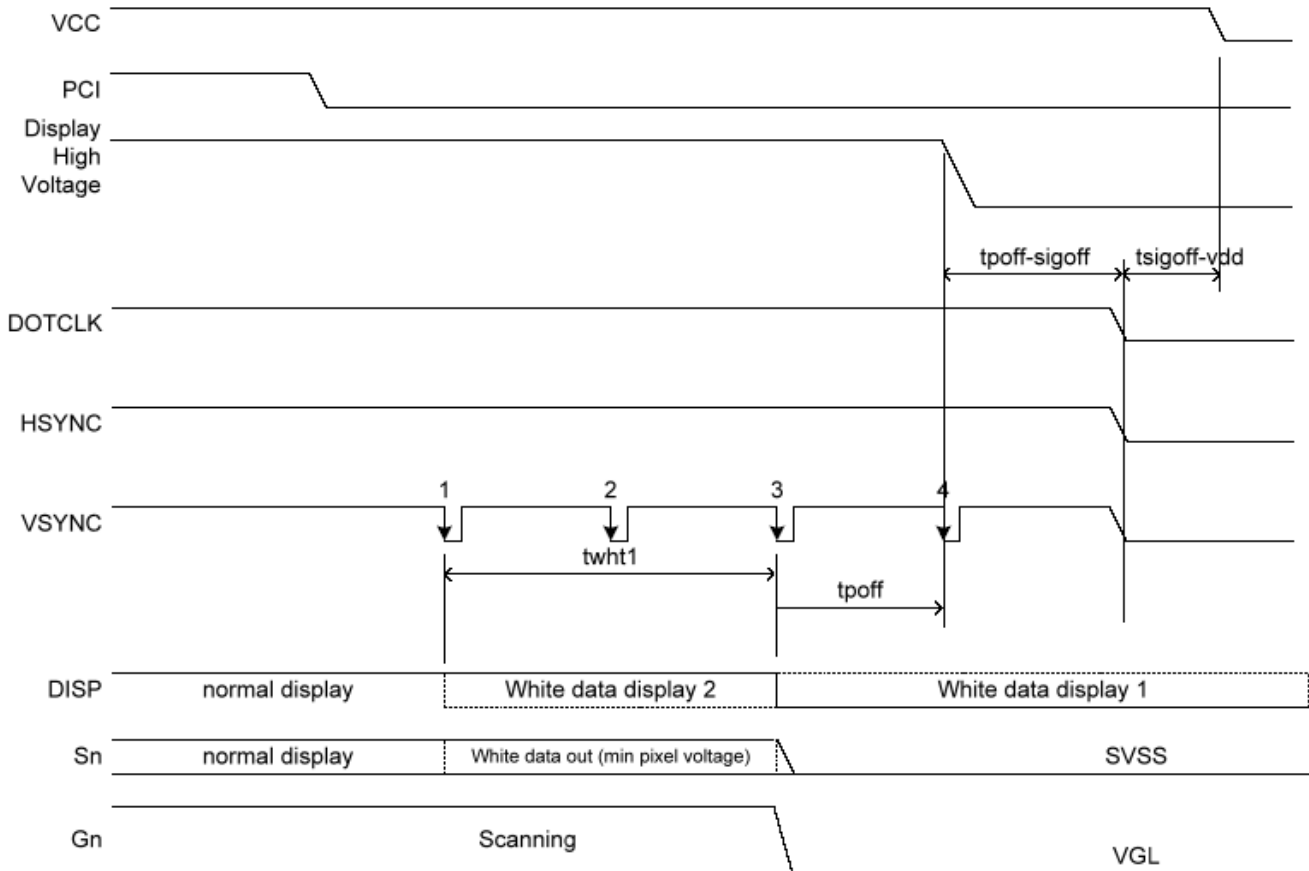 VCC
PCI
Display
High
Voltage
tpoff-sigoff
tsigoff-vdd
DOTCLK
HSYNC
1
2
3
4
VSYNC
twht1
tpoff
DISP
normal display
White data display 2
White data display 1
Sn
normal display
White data out (min pixel voltage)
SVSS
Gn
Scanning
VGL